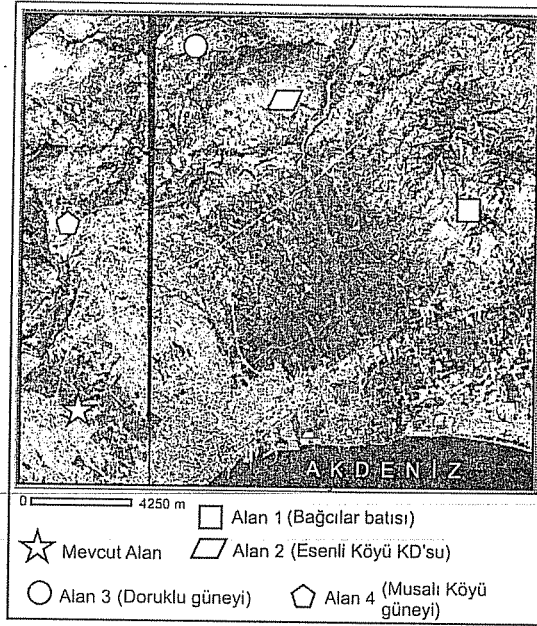 AKDENİZ
0 4250 m
Alan 1 (Bağcılar batısı)
Mevcut Alan
Alan 2 (Esenli Köyü KD'su)
Alan 3 (Doruklu güneyi)
Alan 4 (Musalı Köyü
güneyi)